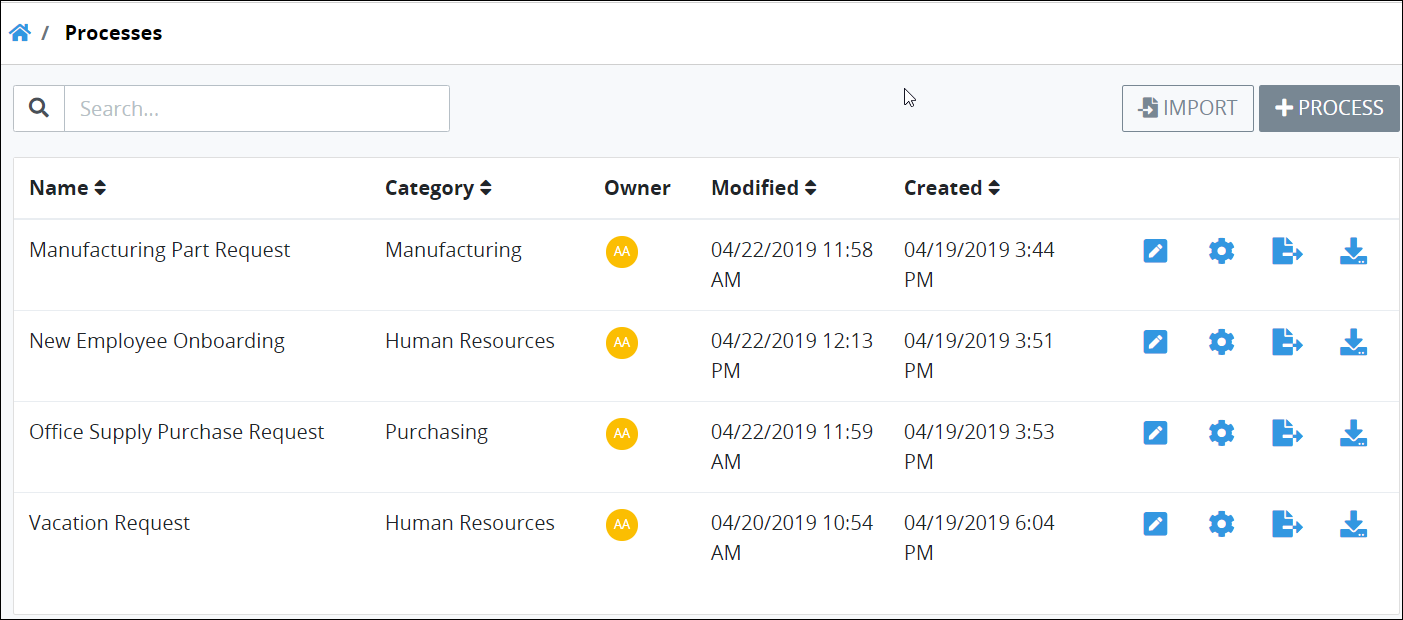 / Processes
Search...
IMPORT
PROCESS
Name Category Owner Modified Created
Manufacturing Part Request Manufacturing AA 04/22/2019 11:58 04/19/2019 3:44
AM PM
New Employee Onboarding Human Resources AA 04/22/2019 12:13 04/19/2019 3:51
PM PM
Office Supply Purchase Request Purchasing AA 04/22/2019 11:59 04/19/2019 3:53
AM PM
Vacation Request Human Resources AA 04/20/2019 10:54 04/19/2019 6:04
AM PM